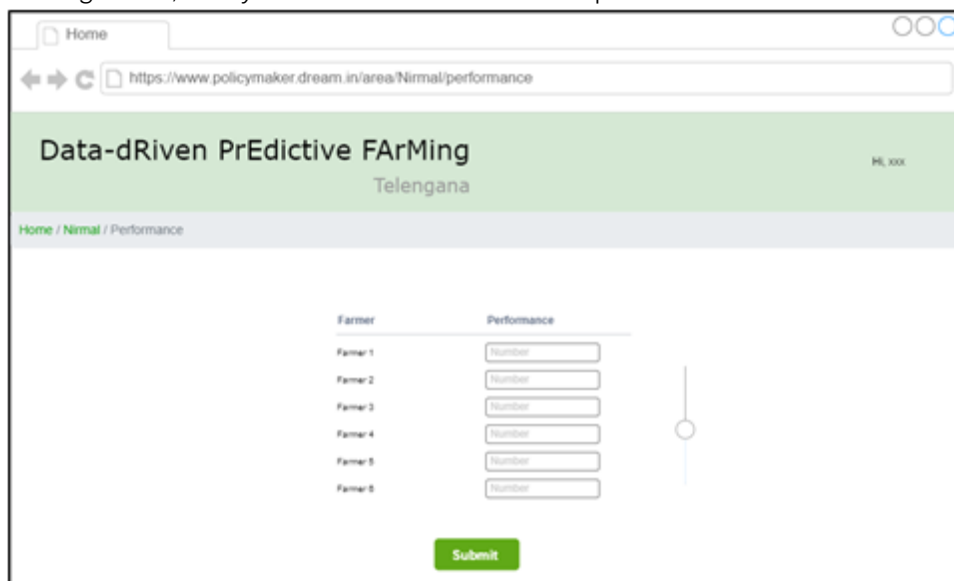 Home
https://www.policymaker.dream.in/area/Nirmal/performance
Data-dRiven PrEdictive FArMing
Telengana
Hi, xxx
Home / Nirmal / Performance
Farmer Performance
Farmer 1 Number
Farmer 2 Number
Farmer 3 Number
Farmer 4 Number
Farmer 5 Number
Farmer 6 Number
Submit